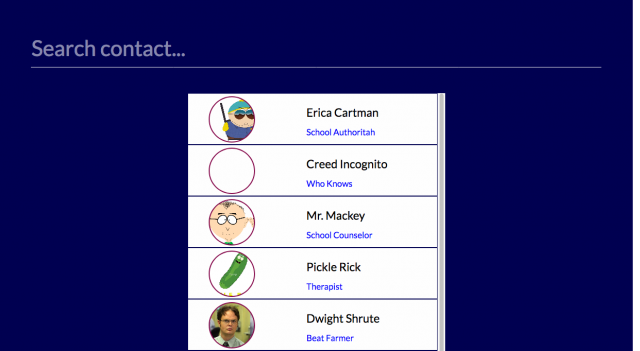 Search contact...
Erica Cartman
School Authoritah
Creed Incognito
Who Knows
Mr. Mackey
School Counselor
Pickle Rick
Therapist
Dwight Shrute
Beat Farmer